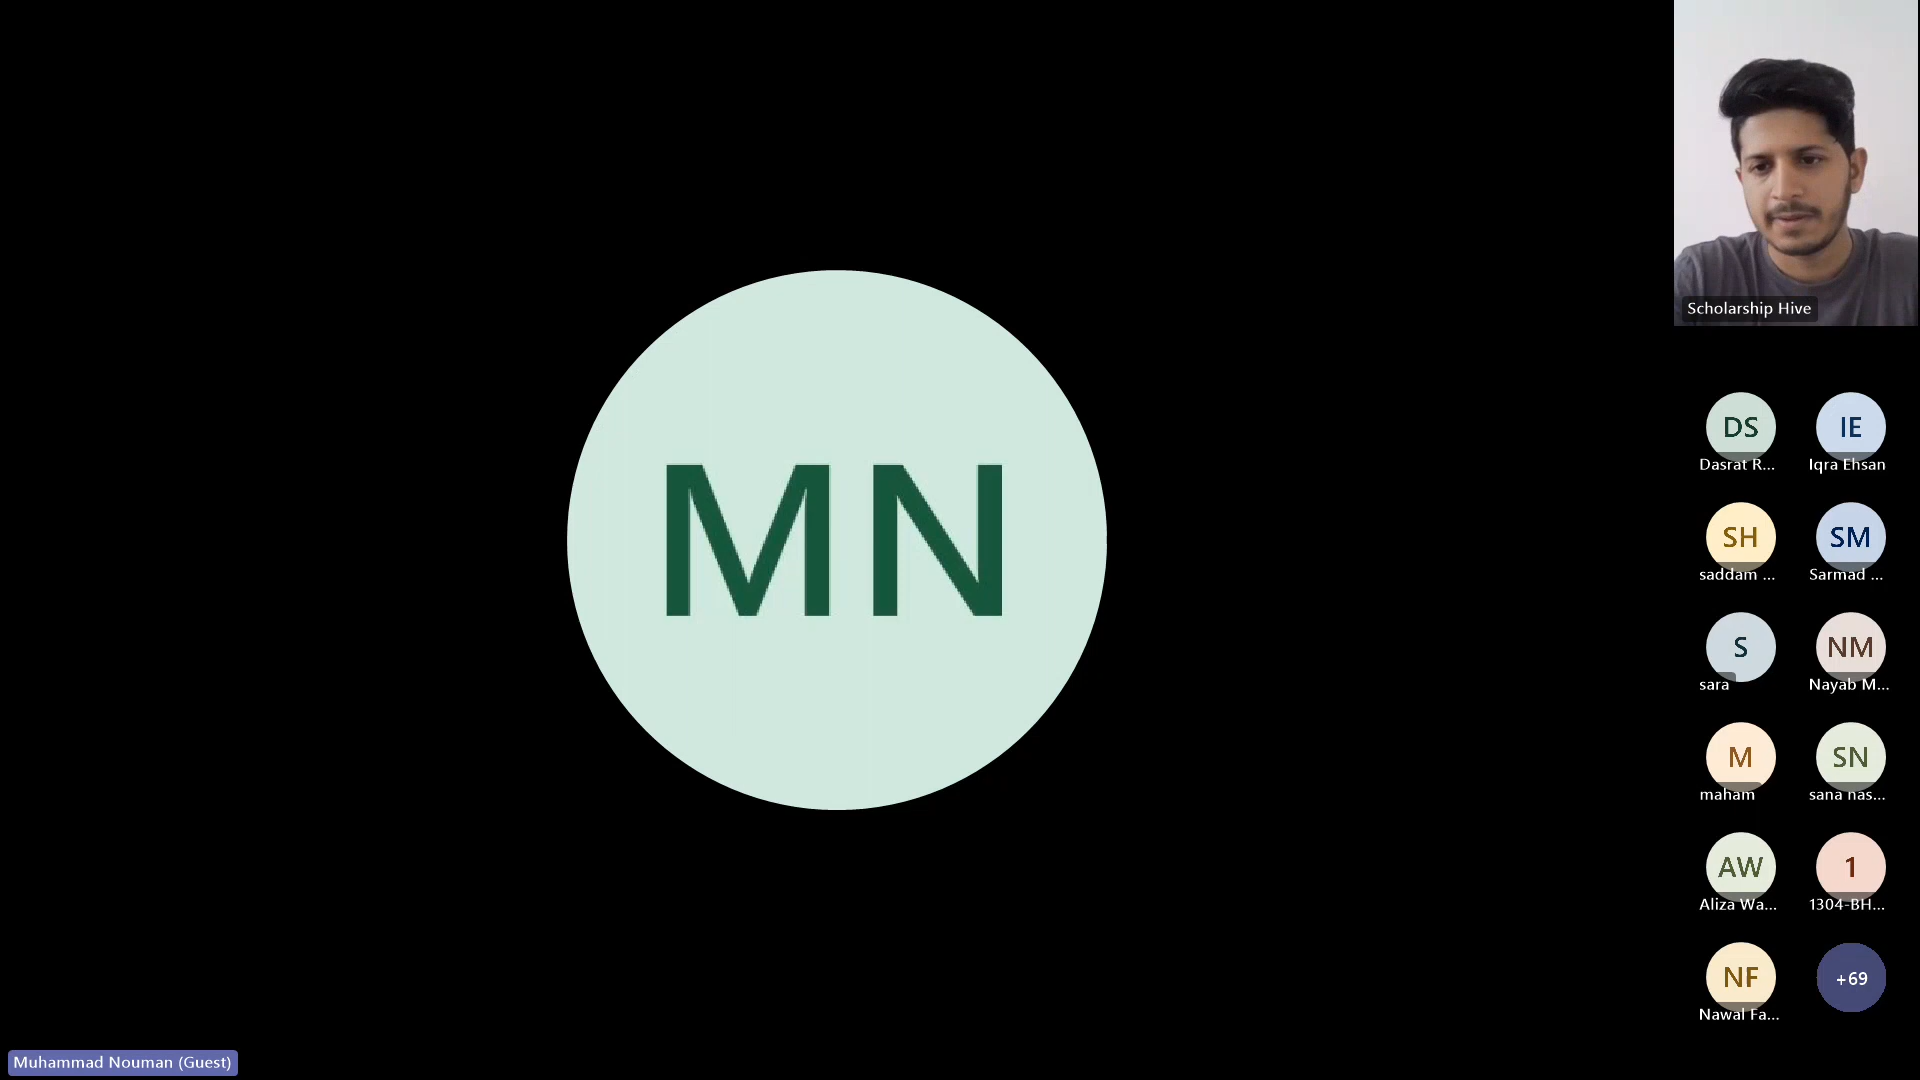 MN
Muhammad Nouman (Guest)
Scholarship Hive
DS
IE
Dasrat R...
Iqra Ehsan
SH
SM
saddam ...
Sarmad ...
S
NM
sara
Nayab M...
M
SN
maham
sana nas...
AW
1
Aliza Wa...
1304-BH...
NF
+69
Nawal Fa...